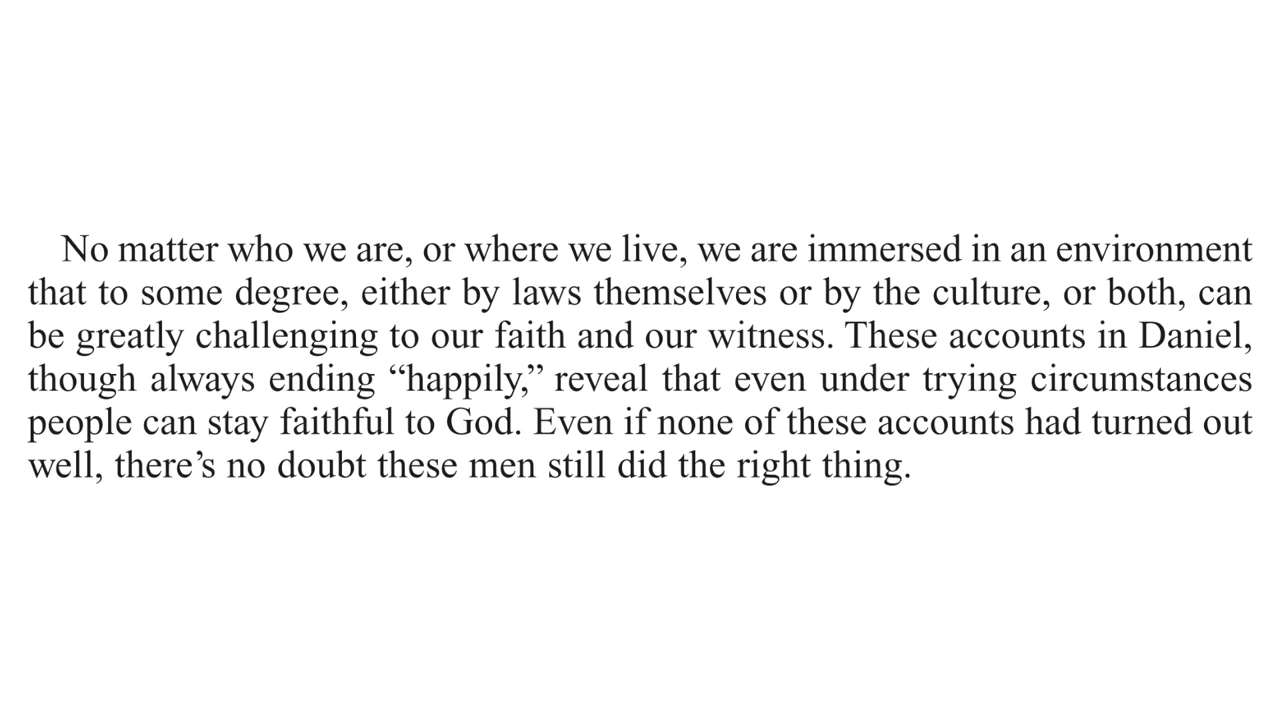 No matter who we are, or where we live, we are immersed in an environment
that to some degree, either by laws themselves or by the culture, or both, can
be greatly challenging to our faith and our witness. These accounts in Daniel,
though always ending “happily,” reveal that even under trying circumstances
people can stay faithful to God. Even if none of these accounts had turned out
well, there’s no doubt these men still did the right thing.